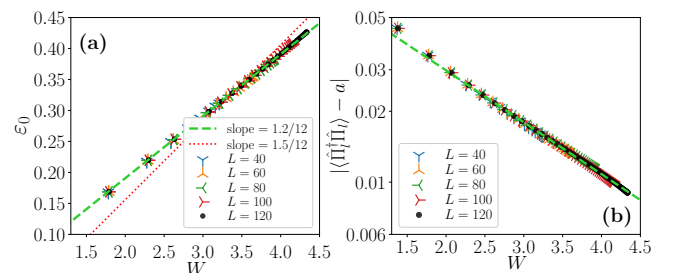 (a)
ε₀
0.45
0.40
0.35
0.30
0.25
0.20
0.15
0.10
slope = 1.2/12
slope = 1.5/12
L = 40
L = 60
L = 80
L = 100
L = 120
1.5 2.0 2.5 3.0 3.5 4.0 4.5
W
|⟨Π̂†_l Π̂_l⟩ − a|
0.05
0.03
0.01
0.006
L = 40
L = 60
L = 80
L = 100
L = 120
(b)
1.5 2.0 2.5 3.0 3.5 4.0 4.5
W